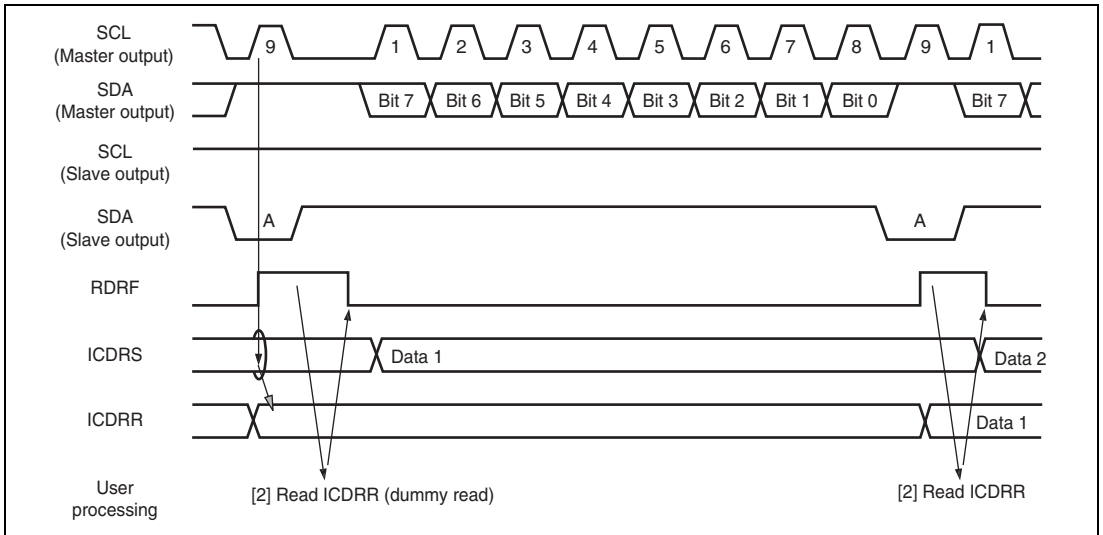 SCL
(Master output)
9 1 2 3 4 5 6 7 8 9 1
SDA
(Master output)
Bit 7 Bit 6 Bit 5 Bit 4 Bit 3 Bit 2 Bit 1 Bit 0 Bit 7
SCL
(Slave output)
SDA
(Slave output)
A A
RDRF
ICDRS
Data 1 Data 2
ICDRR
Data 1
User
processing
[2] Read ICDRR (dummy read) [2] Read ICDRR